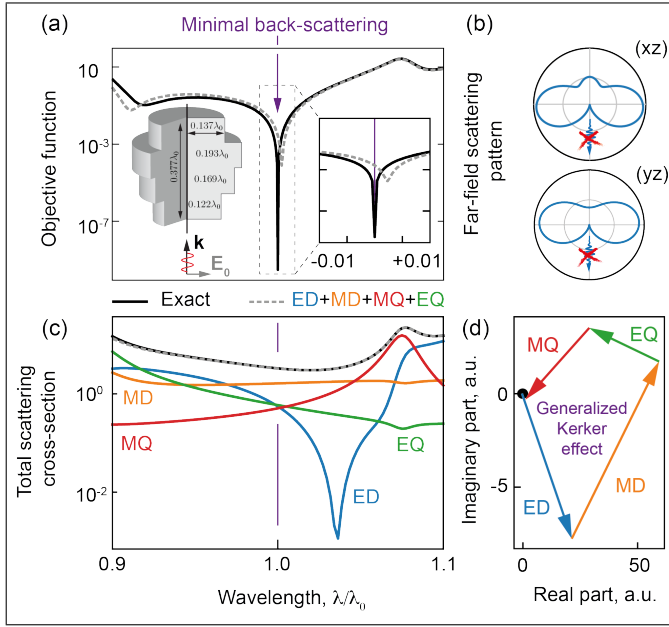 (a)
Minimal back-scattering
(b)
Objective function
10
10⁻³
10⁻⁷
0.137λ₀
0.193λ₀
0.169λ₀
0.122λ₀
0.377λ₀
k
E₀
-0.01
+0.01
Far-field scattering
pattern
(xz)
(yz)
Exact
ED+MD+MQ+EQ
(c)
Total scattering
cross-section
10⁰
10⁻²
MD
MQ
EQ
ED
0.9
1.0
1.1
Wavelength, λ/λ₀
(d)
Imaginary part, a.u.
0
-5
MQ
EQ
Generalized
Kerker
effect
ED
MD
0
50
Real part, a.u.